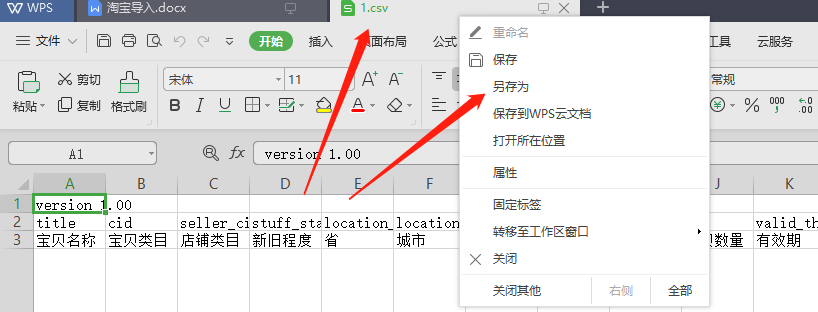 WPS 淘宝导入.docx 1.csv
文件 开始 插入 页面布局 公式 工具 云服务
剪切 宋体 11 A+ A- 常规
粘贴 复制 格式刷 B I U A ¥ % .00
A1 fx version 1.00
A B C D E F J K
1 version 1.00
2 title cid seller_ci stuff_sta location_ location valid_th
3 宝贝名称 宝贝类目 店铺类目 新旧程度 省 城市 数量 有效期
重命名
保存
另存为
保存到WPS云文档
打开所在位置
属性
固定标签
转移至工作区窗口
关闭
关闭其他 右侧 全部